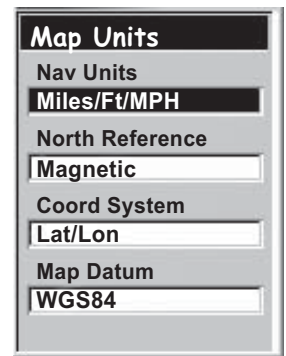 Map Units
Nav Units
Miles/Ft/MPH
North Reference
Magnetic
Coord System
Lat/Lon
Map Datum
WGS84